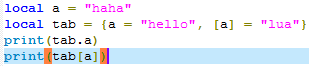 local a = "haha"
local tab = {a = "hello", [a] = "lua"}
print(tab.a)
print(tab[a])